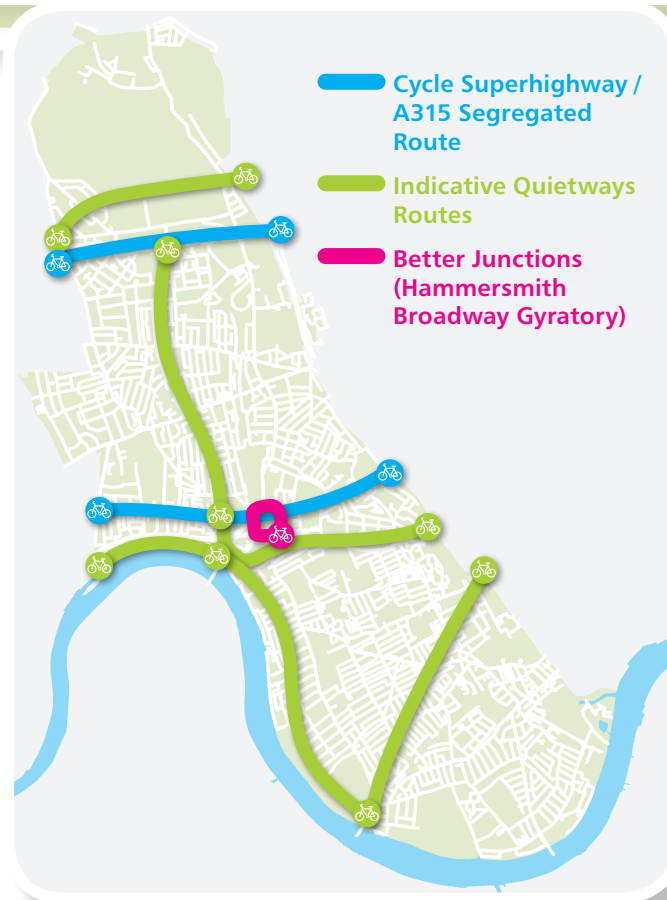 Cycle Superhighway /
A315 Segregated
Route
Indicative Quietways
Routes
Better Junctions
(Hammersmith
Broadway Gyratory)